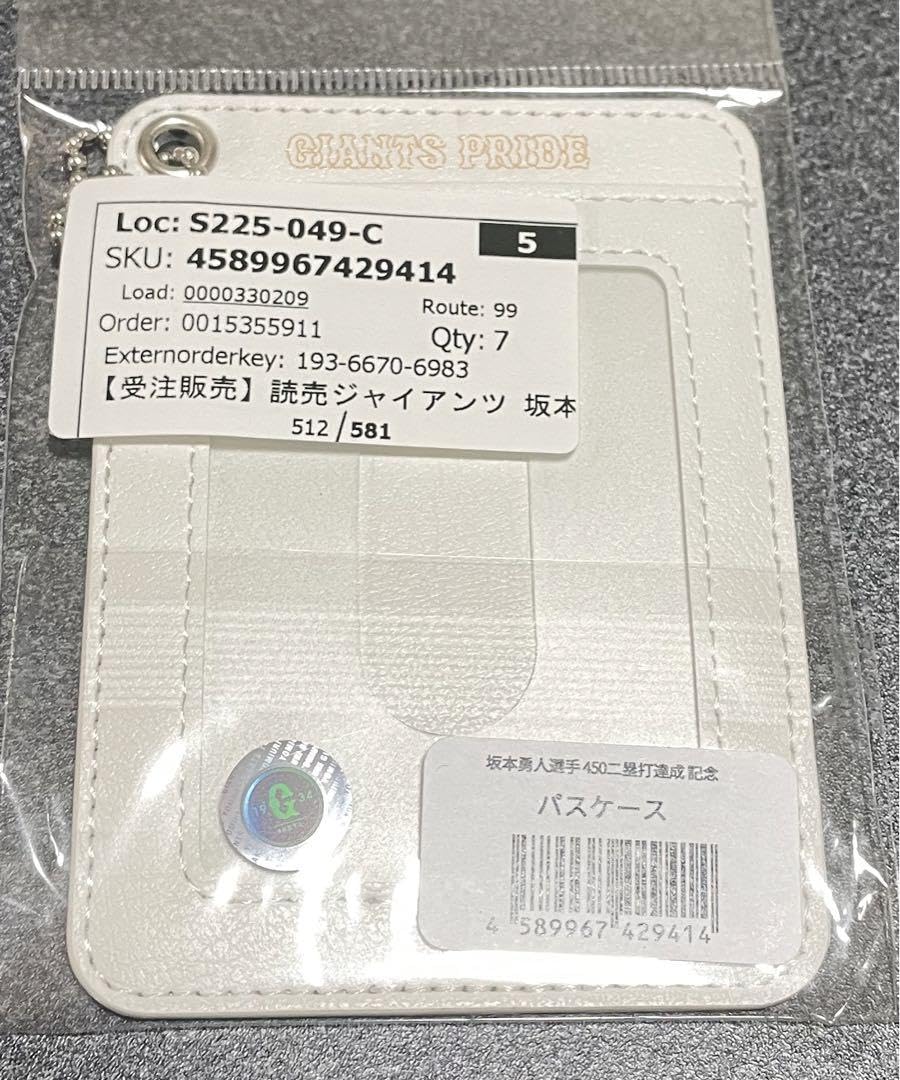 GIANTS PRIDE
Loc: S225-049-C
5
SKU: 4589967429414
Load: 0000330209
Route: 99
Order: 0015355911
Qty: 7
Externorderkey: 193-6670-6983
【受注販売】読売ジャイアンツ 坂本
512/581
19 G 34
坂本勇人選手450二塁打達成記念
パスケース
4 589967 429414